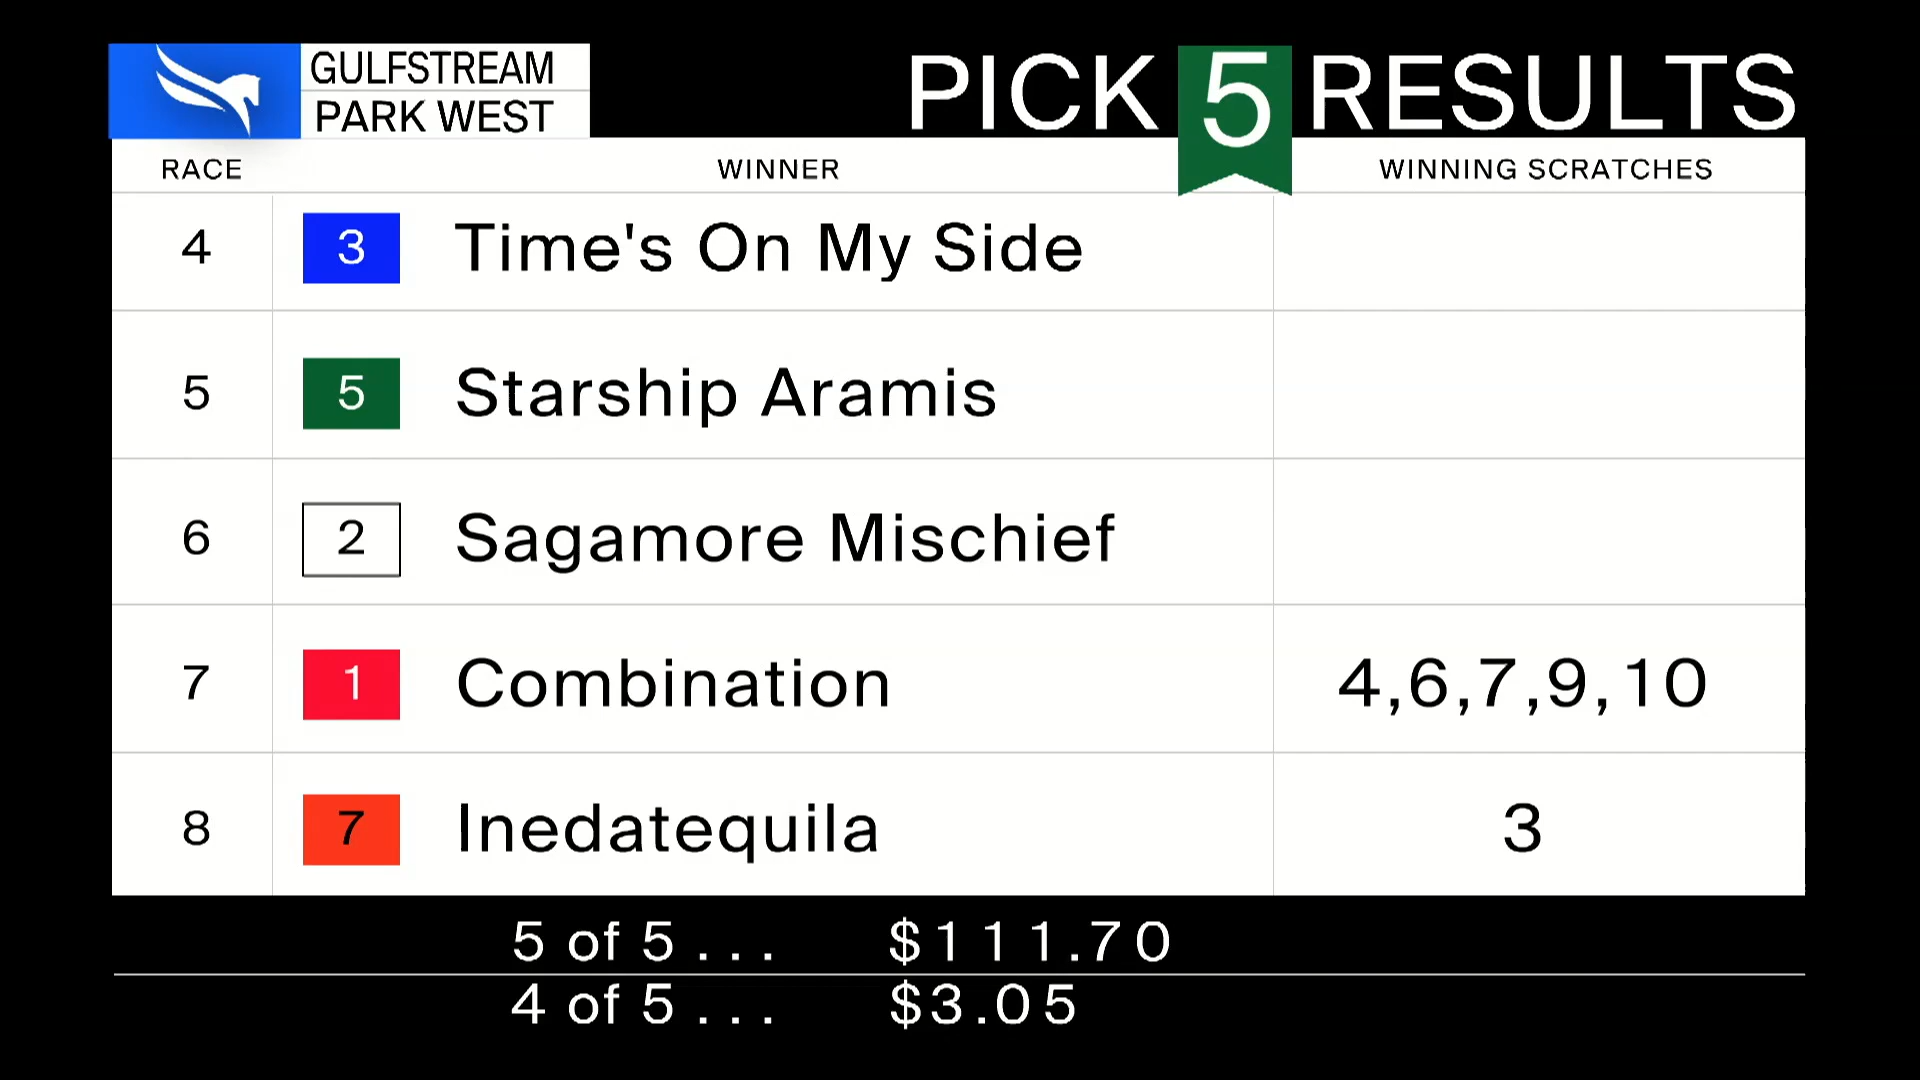 GULFSTREAM
PARK WEST
PICK 5 RESULTS
RACE WINNER WINNING SCRATCHES
4 3 Time's On My Side
5 5 Starship Aramis
6 2 Sagamore Mischief
7 1 Combination 4,6,7,9,10
8 7 Inedatequila 3
5 of 5 ... $111.70
4 of 5 ... $3.05